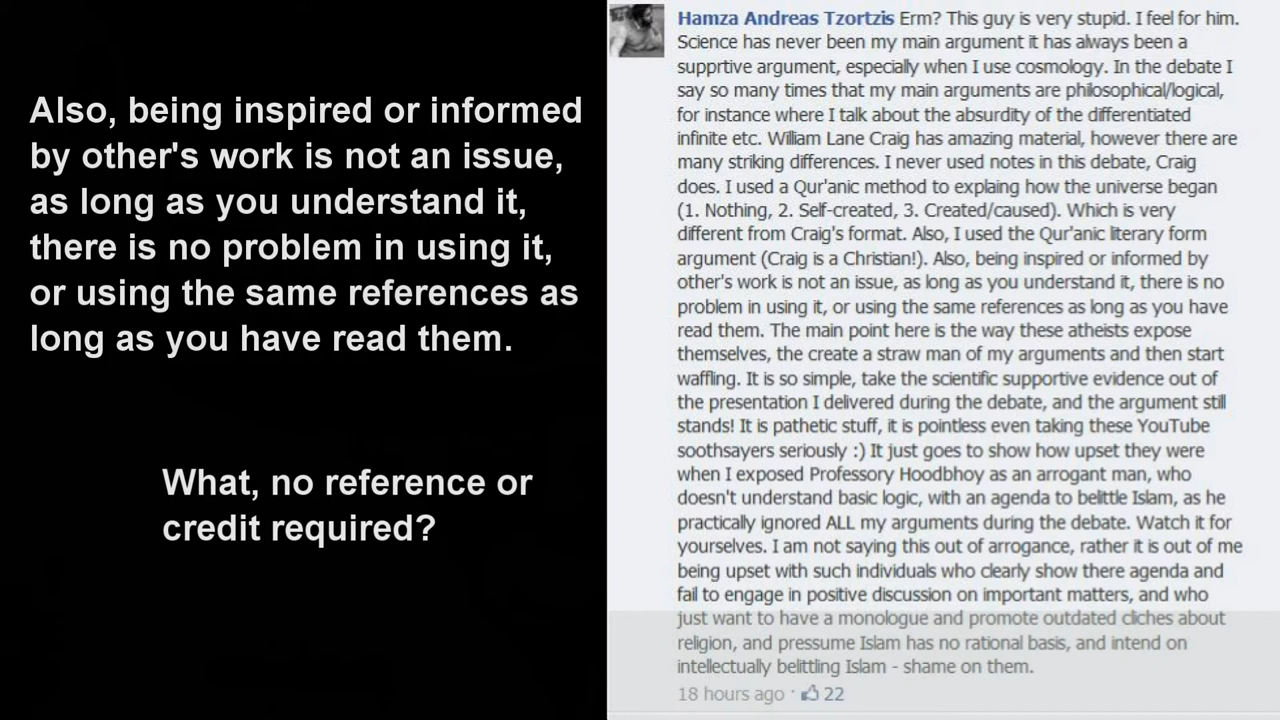 Also, being inspired or informed
by other's work is not an issue,
as long as you understand it,
there is no problem in using it,
or using the same references as
long as you have read them.
What, no reference or
credit required?
Hamza Andreas Tzortzis Erm? This guy is very stupid. I feel for him.
Science has never been my main argument it has always been a
supprtive argument, especially when I use cosmology. In the debate I
say so many times that my main arguments are philosophical/logical,
for instance where I talk about the absurdity of the differentiated
infinite etc. William Lane Craig has amazing material, however there are
many striking differences. I never used notes in this debate, Craig
does. I used a Qur'anic method to explaing how the universe began
(1. Nothing, 2. Self-created, 3. Created/caused). Which is very
different from Craig's format. Also, I used the Qur'anic literary form
argument (Craig is a Christian!). Also, being inspired or informed by
other's work is not an issue, as long as you understand it, there is no
problem in using it, or using the same references as long as you have
read them. The main point here is the way these atheists expose
themselves, the create a straw man of my arguments and then start
waffling. It is so simple, take the scientific supportive evidence out of
the presentation I delivered during the debate, and the argument still
stands! It is pathetic stuff, it is pointless even taking these YouTube
soothsayers seriously :) It just goes to show how upset they were
when I exposed Professory Hoodbhoy as an arrogant man, who
doesn't understand basic logic, with an agenda to belittle Islam, as he
practically ignored ALL my arguments during the debate. Watch it for
yourselves. I am not saying this out of arrogance, rather it is out of me
being upset with such individuals who clearly show there agenda and
fail to engage in positive discussion on important matters, and who
just want to have a monologue and promote outdated cliches about
religion, and pressume Islam has no rational basis, and intend on
intellectually belittling Islam - shame on them.
18 hours ago · 22